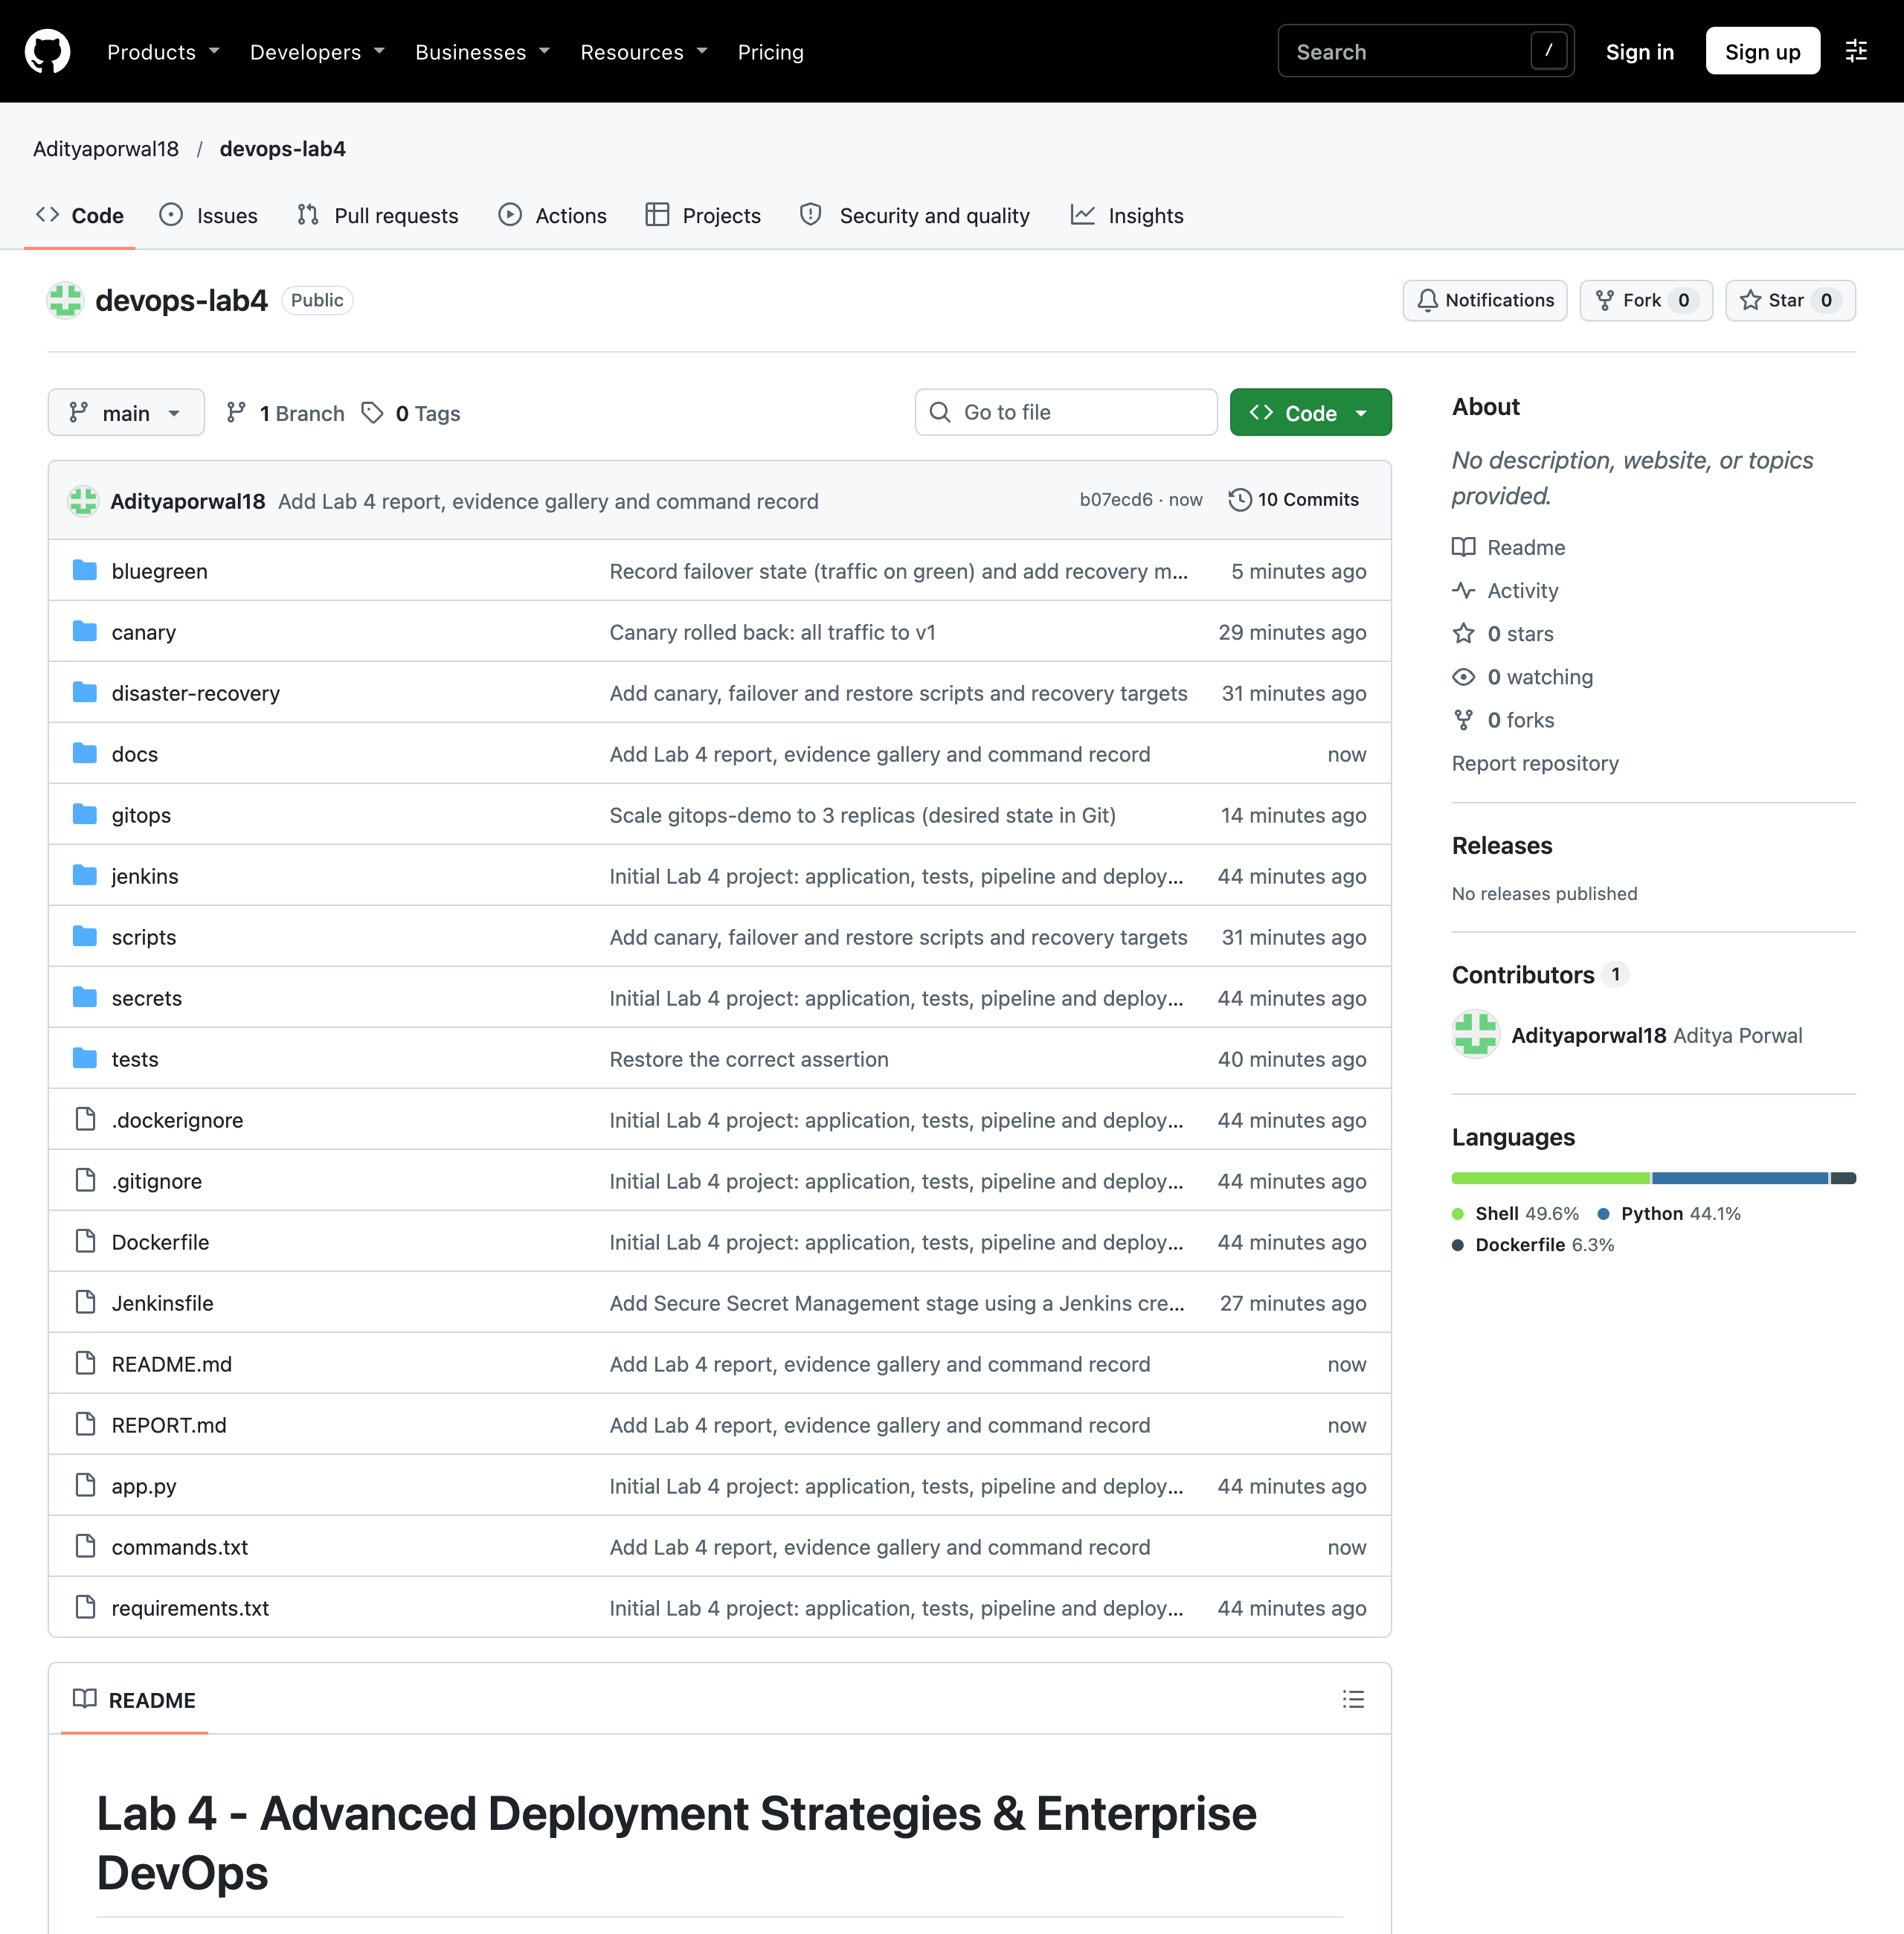 Products Developers Businesses Resources Pricing Search / Sign in Sign up
Adityaporwal18 / devops-lab4
Code Issues Pull requests Actions Projects Security and quality Insights
devops-lab4 Public Notifications Fork 0 Star 0
main 1 Branch 0 Tags Go to file Code
Adityaporwal18 Add Lab 4 report, evidence gallery and command record b07ecd6 · now 10 Commits
bluegreen Record failover state (traffic on green) and add recovery m... 5 minutes ago
canary Canary rolled back: all traffic to v1 29 minutes ago
disaster-recovery Add canary, failover and restore scripts and recovery targets 31 minutes ago
docs Add Lab 4 report, evidence gallery and command record now
gitops Scale gitops-demo to 3 replicas (desired state in Git) 14 minutes ago
jenkins Initial Lab 4 project: application, tests, pipeline and deploy... 44 minutes ago
scripts Add canary, failover and restore scripts and recovery targets 31 minutes ago
secrets Initial Lab 4 project: application, tests, pipeline and deploy... 44 minutes ago
tests Restore the correct assertion 40 minutes ago
.dockerignore Initial Lab 4 project: application, tests, pipeline and deploy... 44 minutes ago
.gitignore Initial Lab 4 project: application, tests, pipeline and deploy... 44 minutes ago
Dockerfile Initial Lab 4 project: application, tests, pipeline and deploy... 44 minutes ago
Jenkinsfile Add Secure Secret Management stage using a Jenkins cre... 27 minutes ago
README.md Add Lab 4 report, evidence gallery and command record now
REPORT.md Add Lab 4 report, evidence gallery and command record now
app.py Initial Lab 4 project: application, tests, pipeline and deploy... 44 minutes ago
commands.txt Add Lab 4 report, evidence gallery and command record now
requirements.txt Initial Lab 4 project: application, tests, pipeline and deploy... 44 minutes ago
README
Lab 4 - Advanced Deployment Strategies & Enterprise
DevOps
About
No description, website, or topics
provided.
Readme
Activity
0 stars
0 watching
0 forks
Report repository
Releases
No releases published
Contributors 1
Adityaporwal18 Aditya Porwal
Languages
Shell 49.6% Python 44.1%
Dockerfile 6.3%